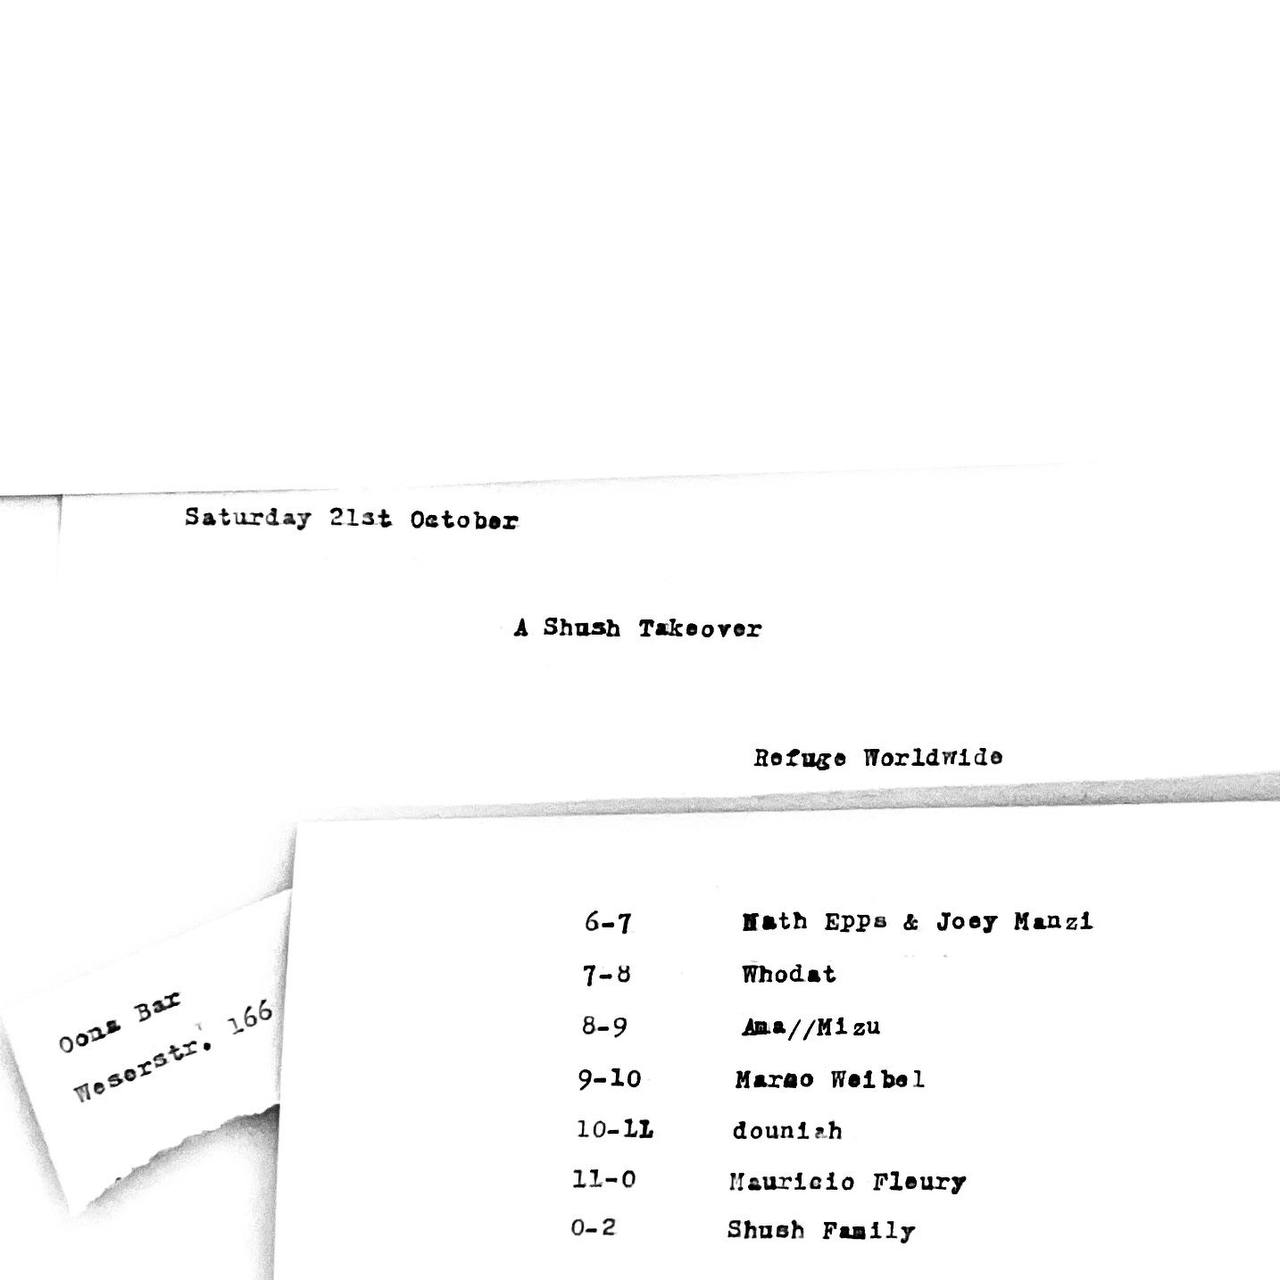 Saturday 21st October
A Shush Takeover
Refuge Worldwide
Oona Bar
Weserstr. 166
6-7 Nath Epps & Joey Manzi
7-8 Whodat
8-9 Ama//Mizu
9-10 Marao Weibel
10-11 douniah
11-0 Mauricio Fleury
0-2 Shush Family